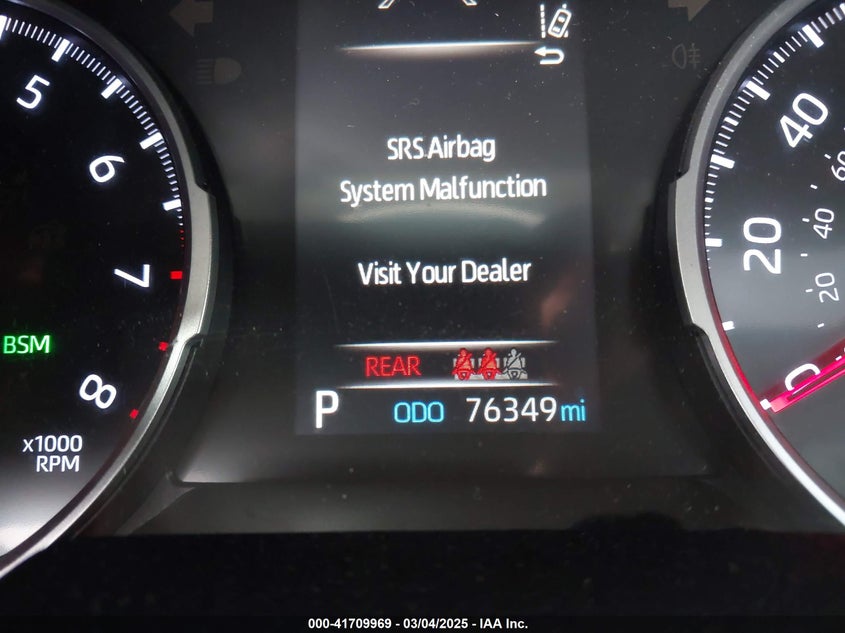 5
6
7
8
x1000
RPM
BSM
SRS Airbag
System Malfunction
Visit Your Dealer
REAR
P ODO 76349 mi
40
20
0
60
40
20
000-41709969 - 03/04/2025 - IAA Inc.